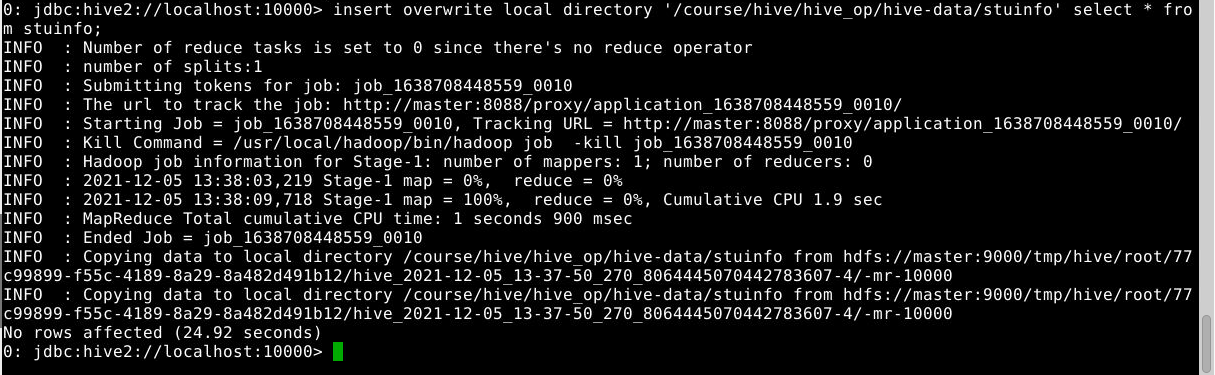 0: jdbc:hive2://localhost:10000> insert overwrite local directory '/course/hive/hive_op/hive-data/stuinfo' select * fro
m stuinfo;
INFO  : Number of reduce tasks is set to 0 since there's no reduce operator
INFO  : number of splits:1
INFO  : Submitting tokens for job: job_1638708448559_0010
INFO  : The url to track the job: http://master:8088/proxy/application_1638708448559_0010/
INFO  : Starting Job = job_1638708448559_0010, Tracking URL = http://master:8088/proxy/application_1638708448559_0010/
INFO  : Kill Command = /usr/local/hadoop/bin/hadoop job  -kill job_1638708448559_0010
INFO  : Hadoop job information for Stage-1: number of mappers: 1; number of reducers: 0
INFO  : 2021-12-05 13:38:03,219 Stage-1 map = 0%,  reduce = 0%
INFO  : 2021-12-05 13:38:09,718 Stage-1 map = 100%,  reduce = 0%, Cumulative CPU 1.9 sec
INFO  : MapReduce Total cumulative CPU time: 1 seconds 900 msec
INFO  : Ended Job = job_1638708448559_0010
INFO  : Copying data to local directory /course/hive/hive_op/hive-data/stuinfo from hdfs://master:9000/tmp/hive/root/77
c99899-f55c-4189-8a29-8a482d491b12/hive_2021-12-05_13-37-50_270_8064445070442783607-4/-mr-10000
INFO  : Copying data to local directory /course/hive/hive_op/hive-data/stuinfo from hdfs://master:9000/tmp/hive/root/77
c99899-f55c-4189-8a29-8a482d491b12/hive_2021-12-05_13-37-50_270_8064445070442783607-4/-mr-10000
No rows affected (24.92 seconds)
0: jdbc:hive2://localhost:10000>